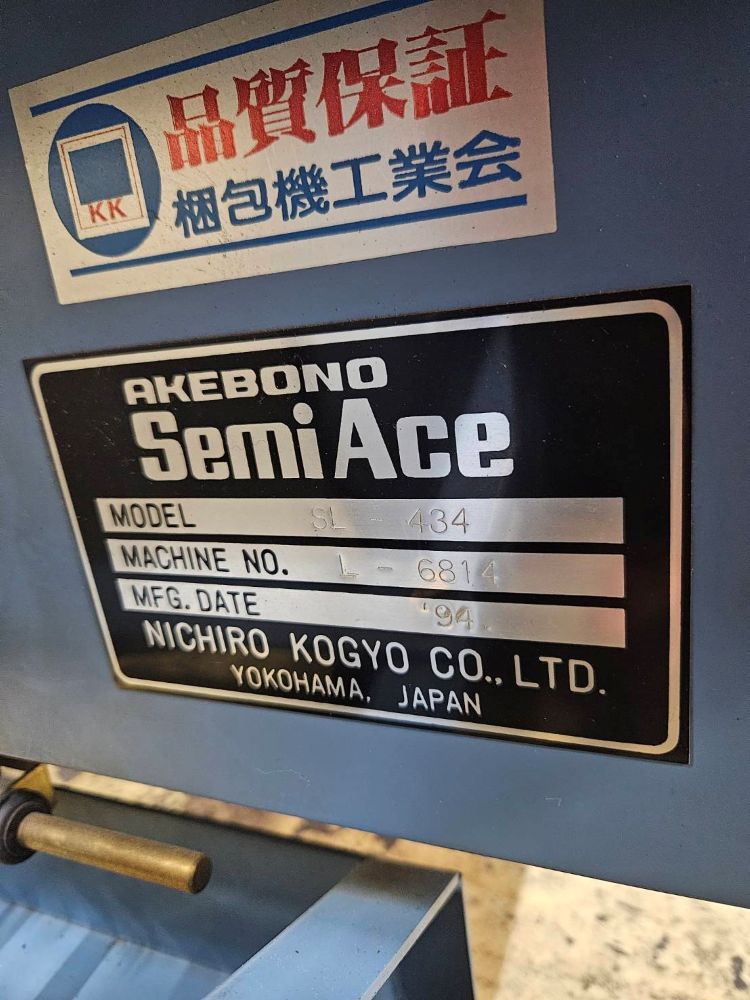 品質保証
KK
梱包機工業会
AKEBONO
SemiAce
MODEL SL - 434
MACHINE NO. L - 6814
MFG. DATE '94.
NICHIRO KOGYO CO., LTD.
YOKOHAMA, JAPAN